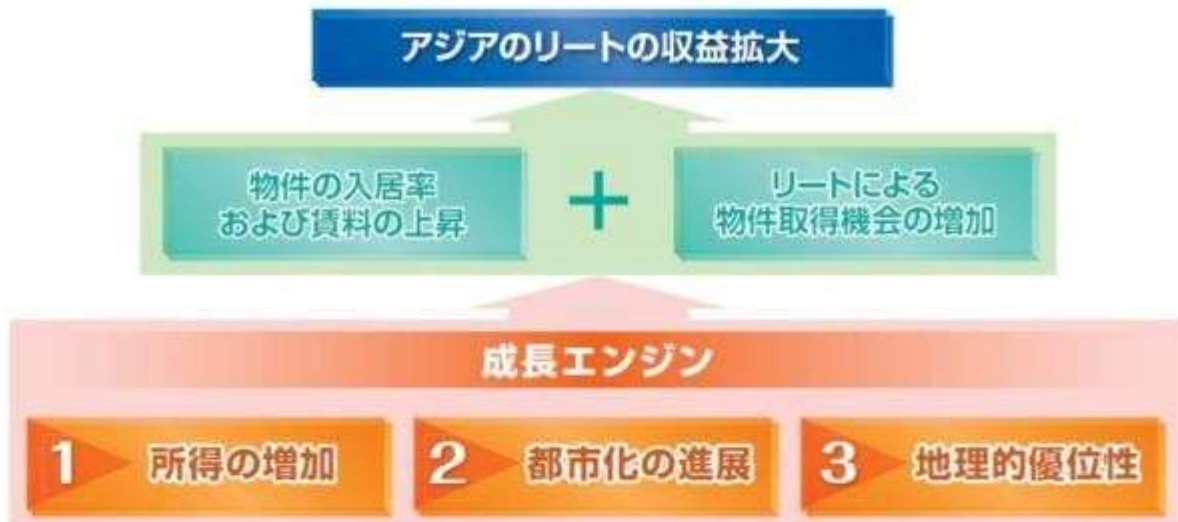 アジアのリートの収益拡大
物件の入居率
および賃料の上昇
+
リートによる
物件取得機会の増加
成長エンジン
1 所得の増加
2 都市化の進展
3 地理的優位性